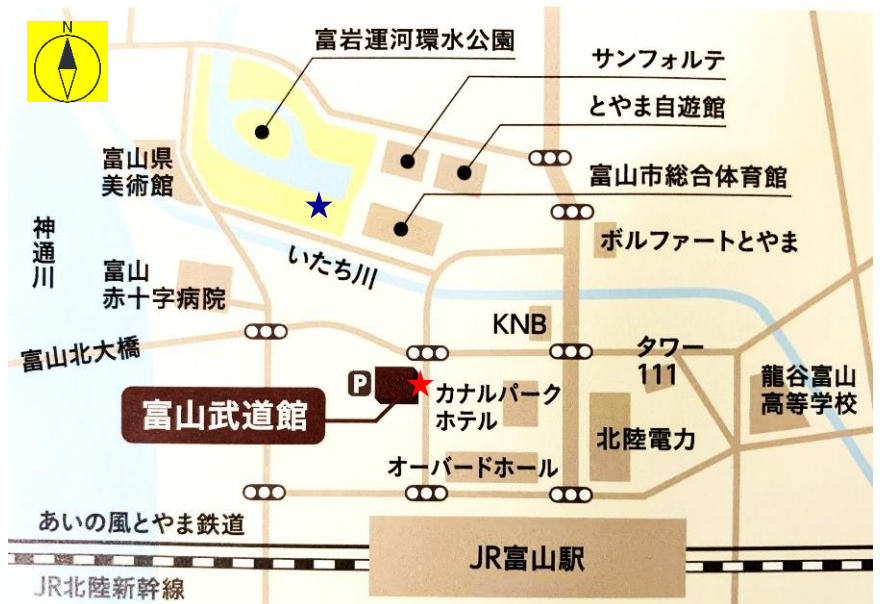 N
富岩運河環水公園
サンフォルテ
とやま自遊館
富山県
美術館
富山市総合体育館
神通川
ボルファートとやま
いたち川
富山
赤十字病院
KNB
富山北大橋
タワー
111
P
カナルパーク
ホテル
龍谷富山
高等学校
富山武道館
北陸電力
オーバードホール
あいの風とやま鉄道
JR富山駅
JR北陸新幹線